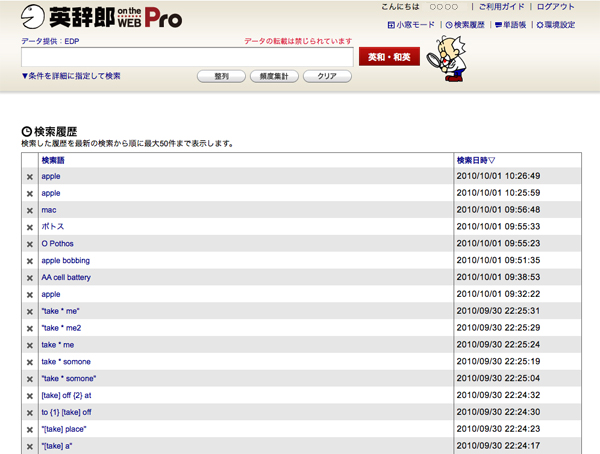 英辞郎 on the WEB Pro
こんにちは ○○○○ | ご利用ガイド | ログアウト
小窓モード | 検索履歴 | 単語帳 | 環境設定
データ提供：EDP データの転載は禁じられています
英和・和英
▼条件を詳細に指定して検索 整列 頻度集計 クリア
検索履歴
検索した履歴を最新の検索から順に最大50件まで表示します。
検索語 検索日時▽
× apple 2010/10/01 10:26:49
× apple 2010/10/01 10:25:59
× mac 2010/10/01 09:56:48
× ポトス 2010/10/01 09:55:33
× O Pothos 2010/10/01 09:55:23
× apple bobbing 2010/10/01 09:51:35
× AA cell battery 2010/10/01 09:38:53
× apple 2010/10/01 09:32:22
× "take * me" 2010/09/30 22:25:31
× "take * me2 2010/09/30 22:25:29
× take * me 2010/09/30 22:25:24
× take * somone 2010/09/30 22:25:19
× "take * somone" 2010/09/30 22:25:04
× [take] off {2} at 2010/09/30 22:24:32
× to {1} [take] off 2010/09/30 22:24:30
× "[take] place" 2010/09/30 22:24:23
× "[take] a" 2010/09/30 22:24:17